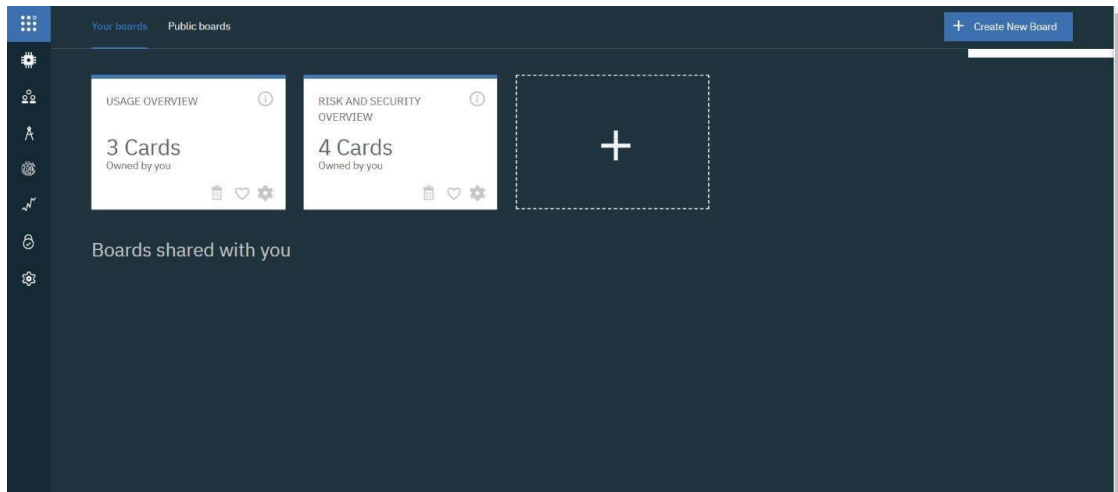 Your boards Public boards
Create New Board
USAGE OVERVIEW
3 Cards
Owned by you
RISK AND SECURITY
OVERVIEW
4 Cards
Owned by you
Boards shared with you